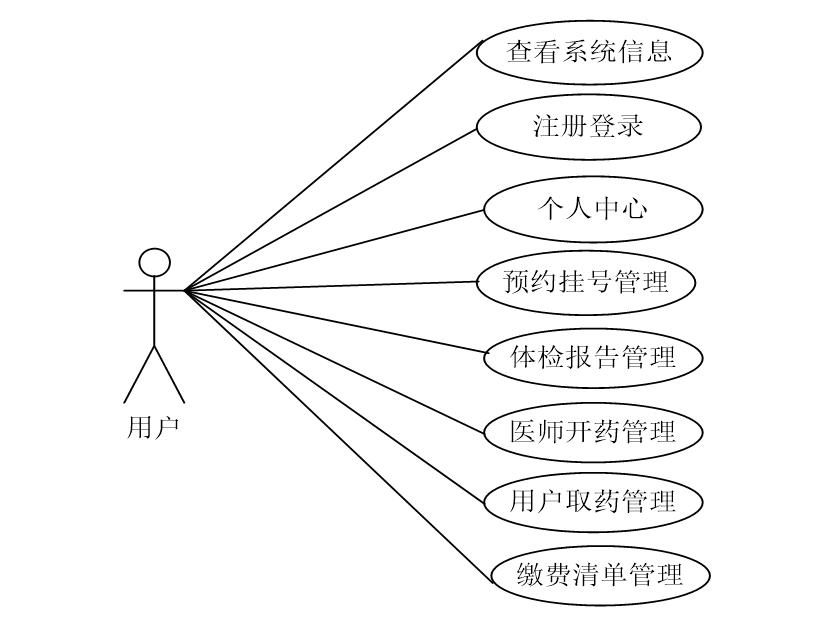 查看系统信息
注册登录
个人中心
预约挂号管理
体检报告管理
用户
医师开药管理
用户取药管理
缴费清单管理